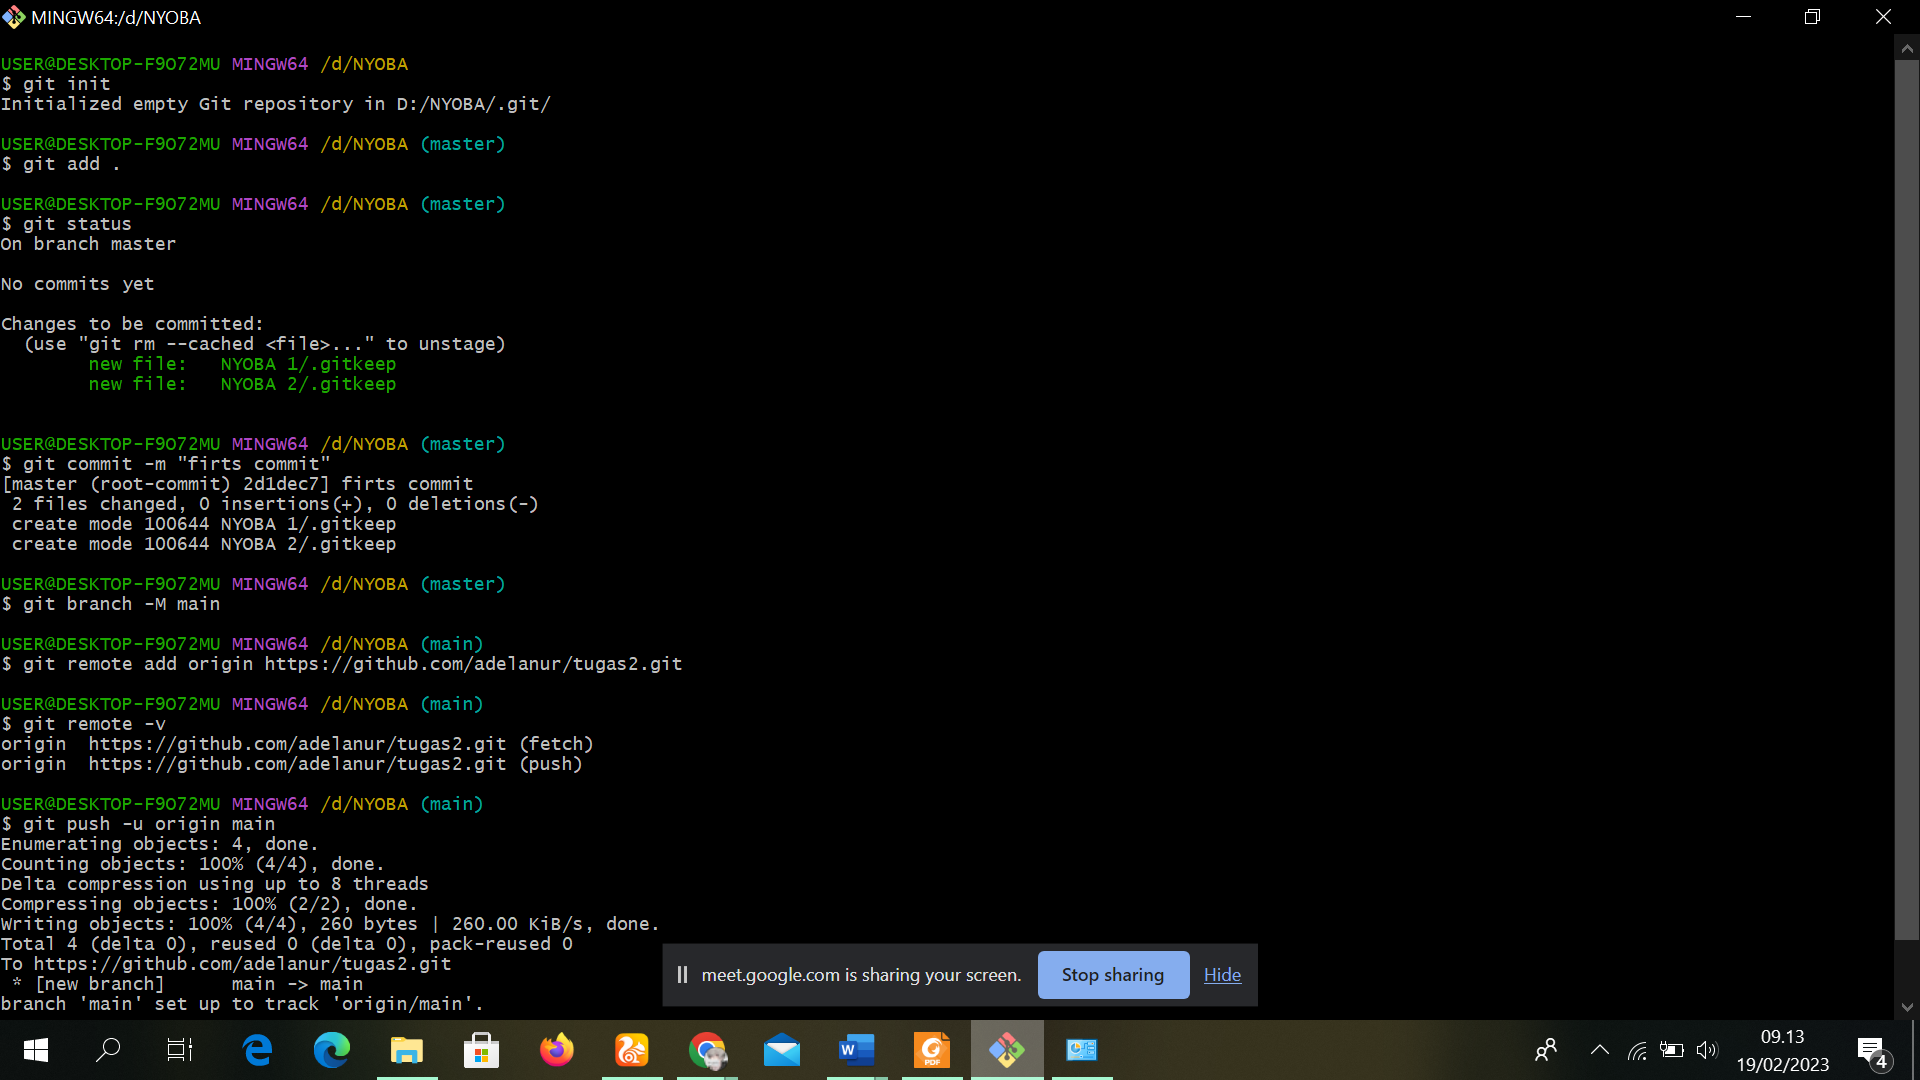 MINGW64:/d/NYOBA
USER@DESKTOP-F9O72MU MINGW64 /d/NYOBA
$ git init
Initialized empty Git repository in D:/NYOBA/.git/
USER@DESKTOP-F9O72MU MINGW64 /d/NYOBA (master)
$ git add .
USER@DESKTOP-F9O72MU MINGW64 /d/NYOBA (master)
$ git status
On branch master
No commits yet
Changes to be committed:
  (use "git rm --cached <file>..." to unstage)
        new file:   NYOBA 1/.gitkeep
        new file:   NYOBA 2/.gitkeep
USER@DESKTOP-F9O72MU MINGW64 /d/NYOBA (master)
$ git commit -m "firts commit"
[master (root-commit) 2d1dec7] firts commit
 2 files changed, 0 insertions(+), 0 deletions(-)
 create mode 100644 NYOBA 1/.gitkeep
 create mode 100644 NYOBA 2/.gitkeep
USER@DESKTOP-F9O72MU MINGW64 /d/NYOBA (master)
$ git branch -M main
USER@DESKTOP-F9O72MU MINGW64 /d/NYOBA (main)
$ git remote add origin https://github.com/adelanur/tugas2.git
USER@DESKTOP-F9O72MU MINGW64 /d/NYOBA (main)
$ git remote -v
origin  https://github.com/adelanur/tugas2.git (fetch)
origin  https://github.com/adelanur/tugas2.git (push)
USER@DESKTOP-F9O72MU MINGW64 /d/NYOBA (main)
$ git push -u origin main
Enumerating objects: 4, done.
Counting objects: 100% (4/4), done.
Delta compression using up to 8 threads
Compressing objects: 100% (2/2), done.
Writing objects: 100% (4/4), 260 bytes | 260.00 KiB/s, done.
Total 4 (delta 0), reused 0 (delta 0), pack-reused 0
To https://github.com/adelanur/tugas2.git
 * [new branch]      main -> main
branch 'main' set up to track 'origin/main'.
meet.google.com is sharing your screen. Stop sharing Hide
W
PDF
09.13
19/02/2023
4